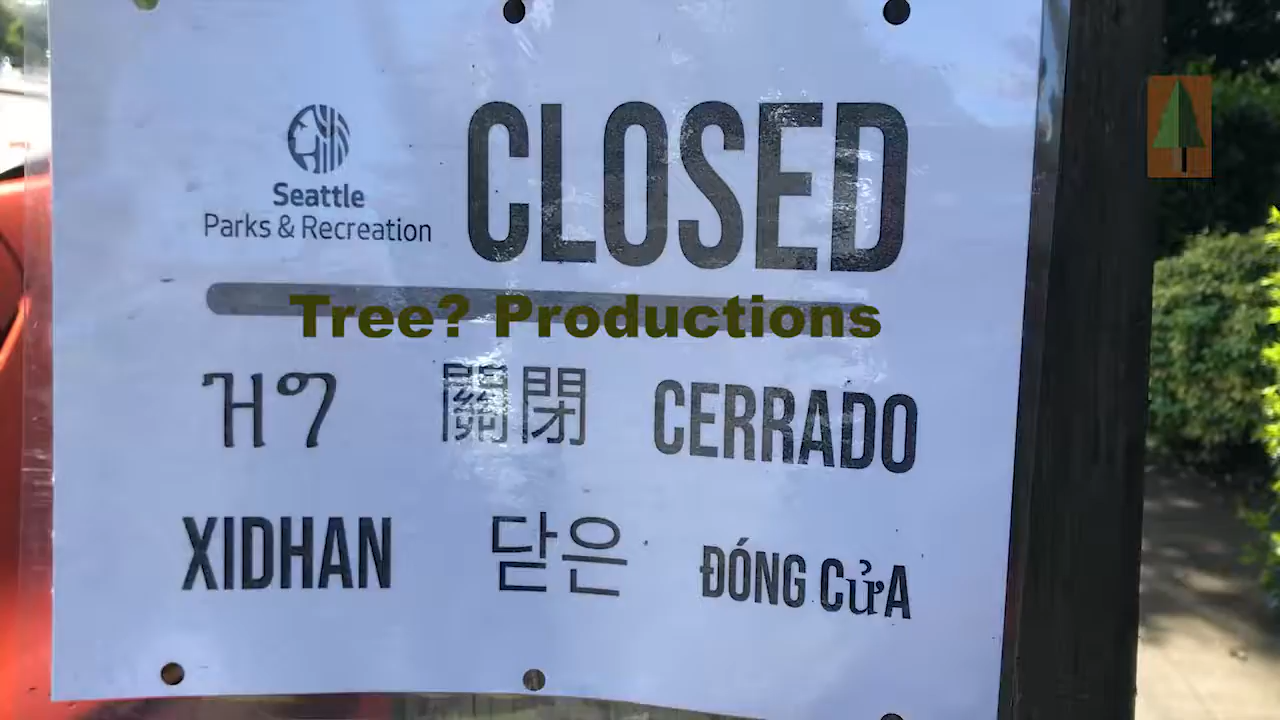 CLOSED
Seattle
Parks & Recreation
Tree? Productions
ዝግ 關閉 CERRADO
XIDHAN 닫은 ĐÓNG CửA